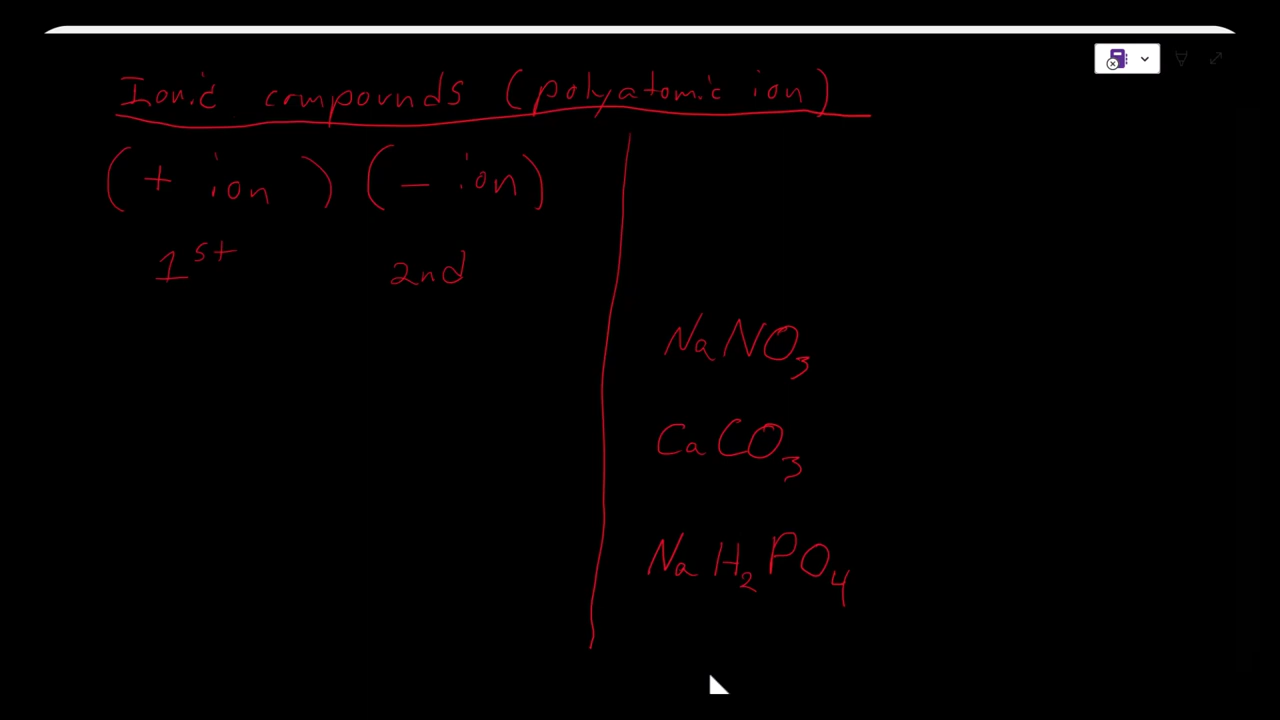 Ionic compounds (polyatomic ion)
(+ ion) (- ion)
1st 2nd
NaNO3
CaCO3
NaH2PO4